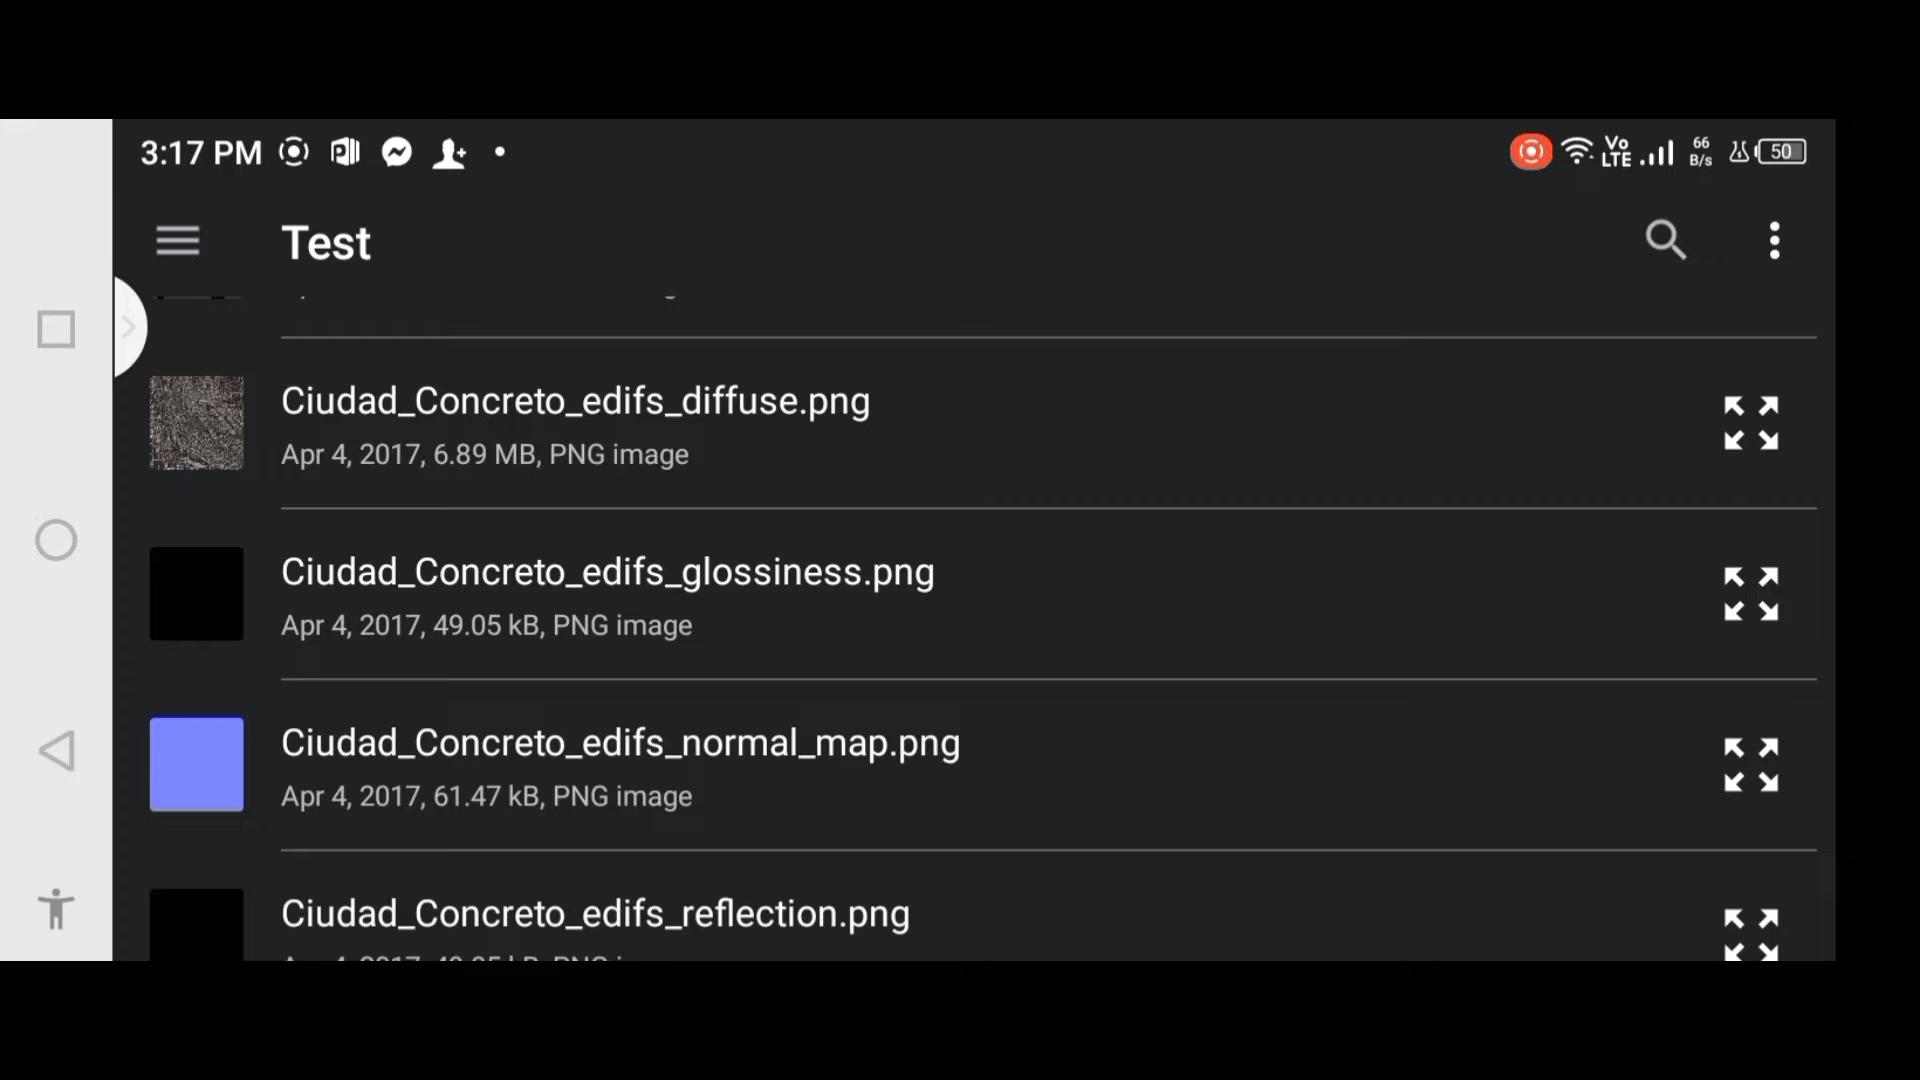 3:17 PM
Vo LTE
66 B/s
50
Test
Ciudad_Concreto_edifs_diffuse.png
Apr 4, 2017, 6.89 MB, PNG image
Ciudad_Concreto_edifs_glossiness.png
Apr 4, 2017, 49.05 kB, PNG image
Ciudad_Concreto_edifs_normal_map.png
Apr 4, 2017, 61.47 kB, PNG image
Ciudad_Concreto_edifs_reflection.png